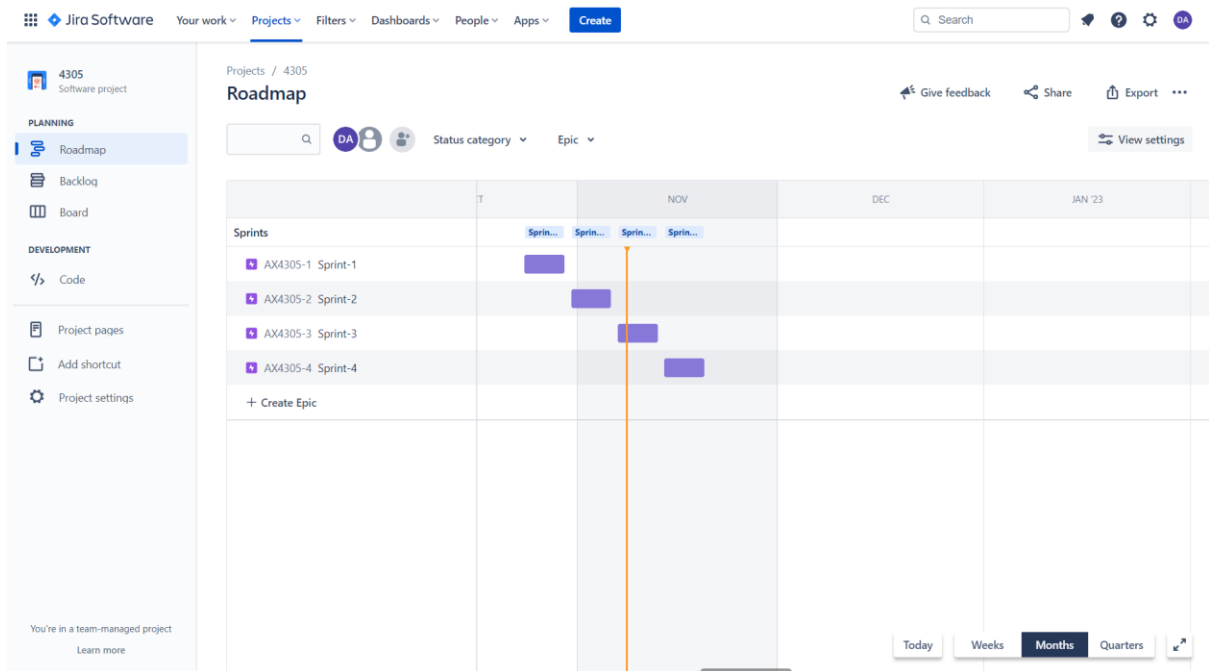 Jira Software Your work Projects Filters Dashboards People Apps Create Search DA
4305
Software project
PLANNING
Roadmap
Backlog
Board
DEVELOPMENT
Code
Project pages
Add shortcut
Project settings
You're in a team-managed project
Learn more
Projects / 4305
Roadmap
Give feedback Share Export
DA Status category Epic View settings
T NOV DEC JAN '23
Sprints Sprin... Sprin... Sprin... Sprin...
AX4305-1 Sprint-1
AX4305-2 Sprint-2
AX4305-3 Sprint-3
AX4305-4 Sprint-4
+ Create Epic
Today Weeks Months Quarters